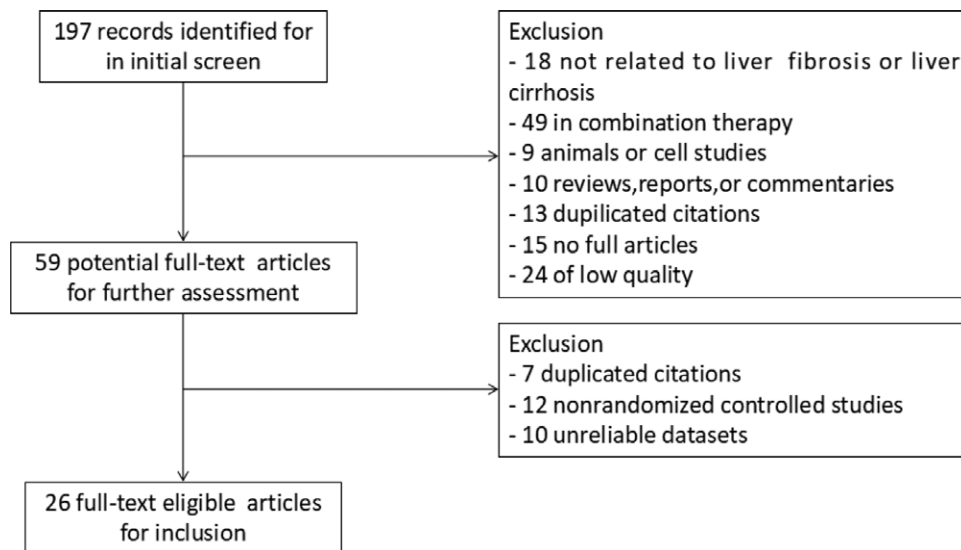 197 records identified for
in initial screen
Exclusion
- 18 not related to liver fibrosis or liver
cirrhosis
- 49 in combination therapy
- 9 animals or cell studies
- 10 reviews,reports,or commentaries
- 13 dupilicated citations
- 15 no full articles
- 24 of low quality
59 potential full-text articles
for further assessment
Exclusion
- 7 duplicated citations
- 12 nonrandomized controlled studies
- 10 unreliable datasets
26 full-text eligible articles
for inclusion